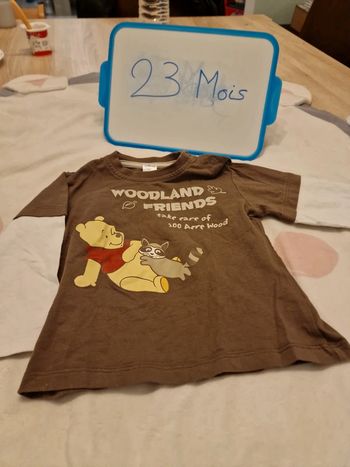 23 Mois
WOODLAND
FRIENDS
take care of
100 Acre Wood